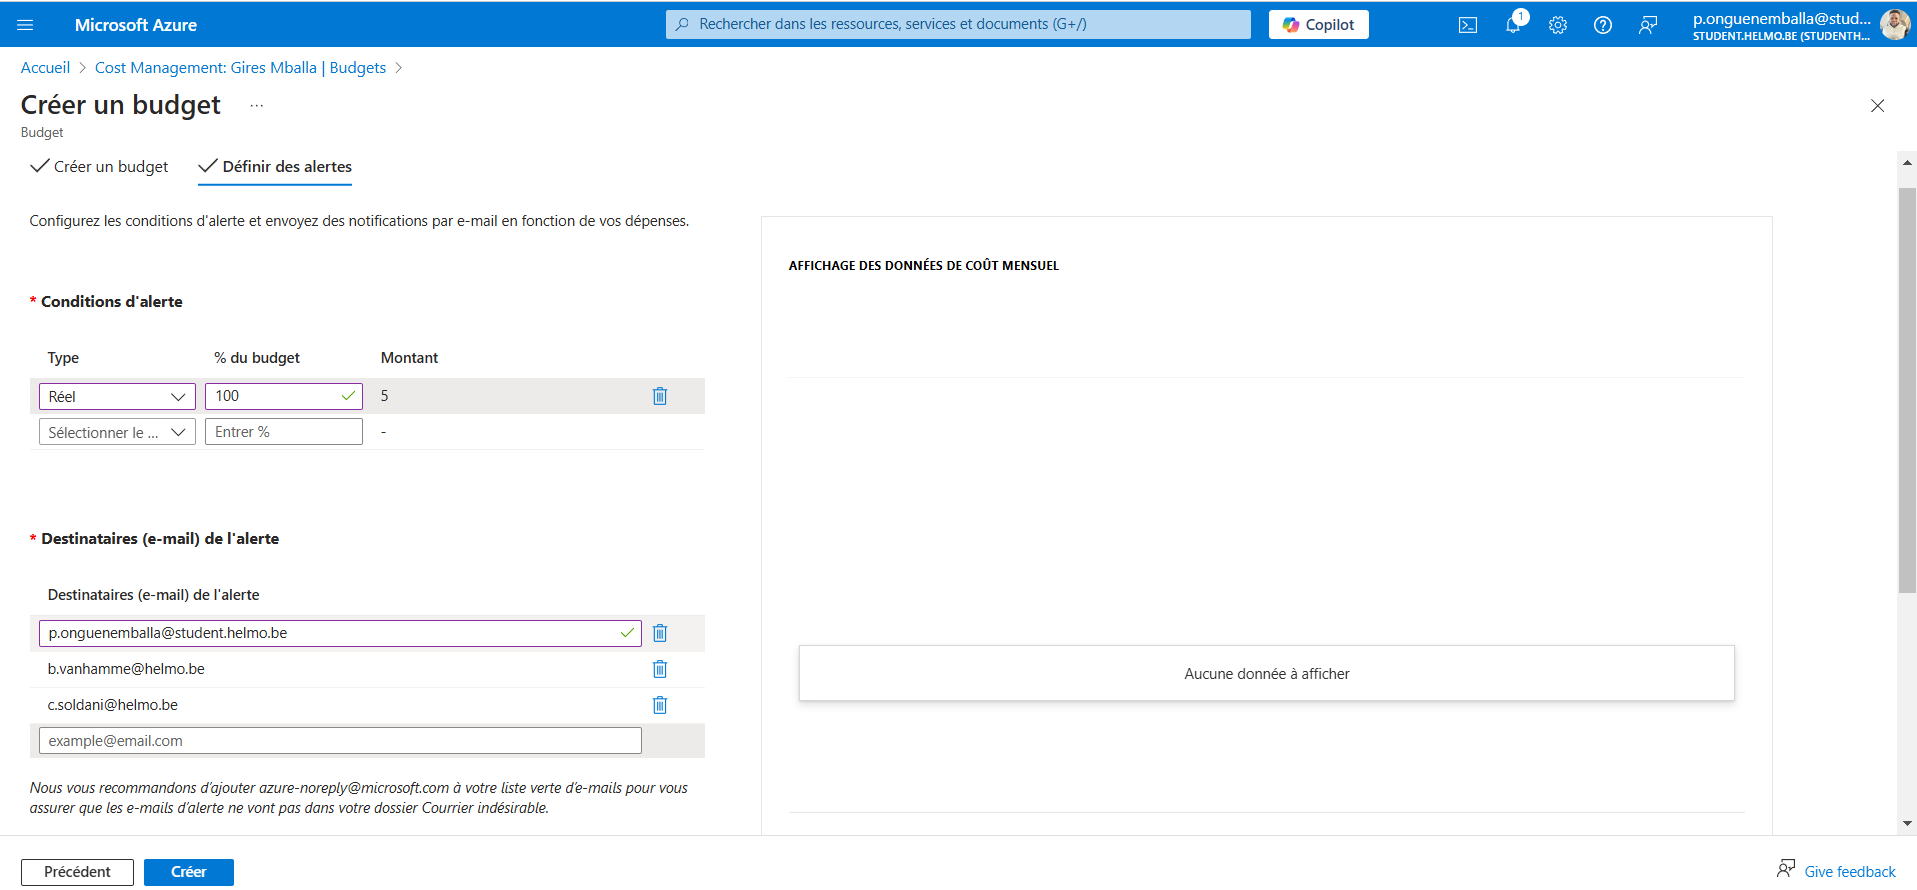 Microsoft Azure
Rechercher dans les ressources, services et documents (G+/)
Copilot
1
p.onguenemballa@stud...
STUDENT.HELMO.BE (STUDENTH...
Accueil > Cost Management: Gires Mballa | Budgets >
Créer un budget ...
Budget
Créer un budget
Définir des alertes
Configurez les conditions d'alerte et envoyez des notifications par e-mail en fonction de vos dépenses.
* Conditions d'alerte
Type % du budget Montant
Réel 100 5
Sélectionner le ... Entrer % -
* Destinataires (e-mail) de l'alerte
Destinataires (e-mail) de l'alerte
p.onguenemballa@student.helmo.be
b.vanhamme@helmo.be
c.soldani@helmo.be
example@email.com
Nous vous recommandons d'ajouter azure-noreply@microsoft.com à votre liste verte d'e-mails pour vous
assurer que les e-mails d'alerte ne vont pas dans votre dossier Courrier indésirable.
AFFICHAGE DES DONNÉES DE COÛT MENSUEL
Aucune donnée à afficher
Précédent
Créer
Give feedback